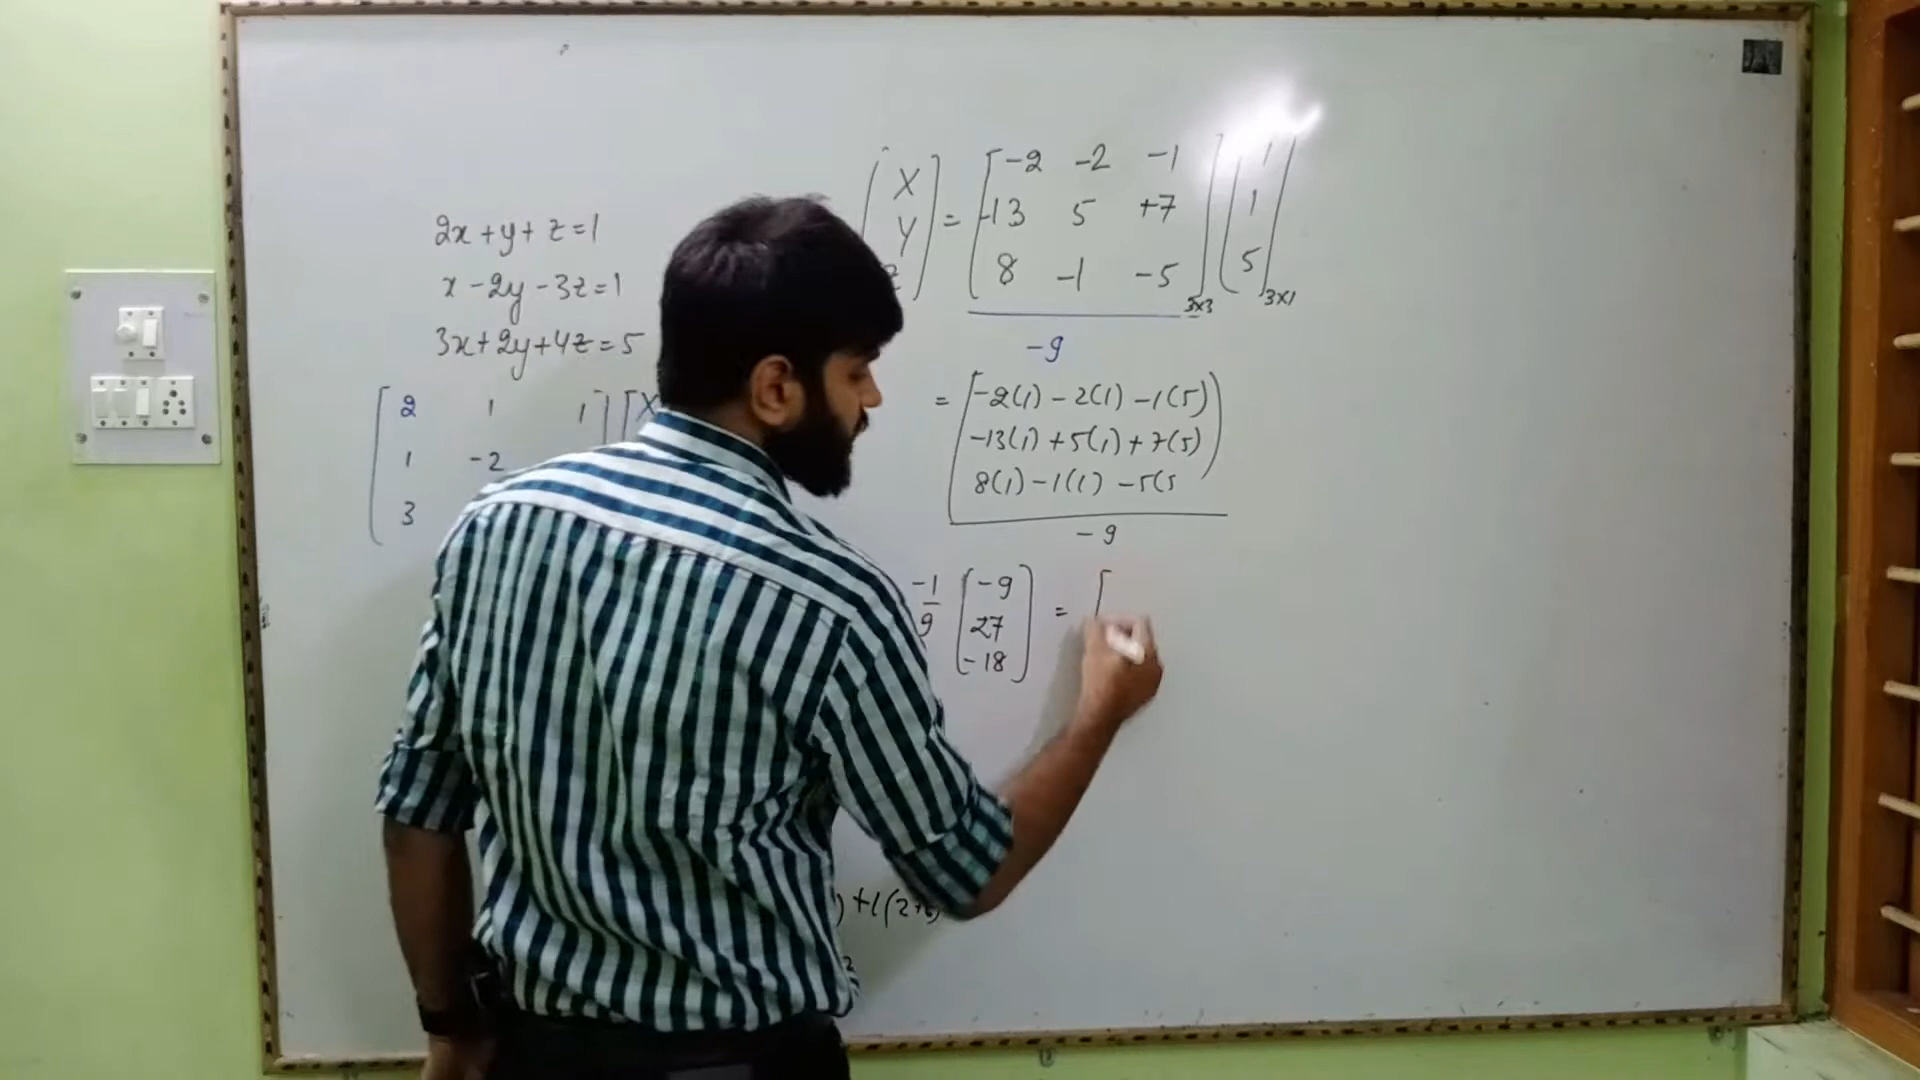 2x + y + z = 1
x - 2y - 3z = 1
3x + 2y + 4z = 5
2 1 1 X
1 -2
3
X -2 -2 -1 1
Y = -13 5 +7 1
Z 8 -1 -5 3x3 5 3x1
-9
= -2(1) - 2(1) - 1(5)
-13(1) + 5(1) + 7(5)
8(1) - 1(1) - 5(5
-9
-1/9 -9 =
27
-18
) + 1(2+6)
2